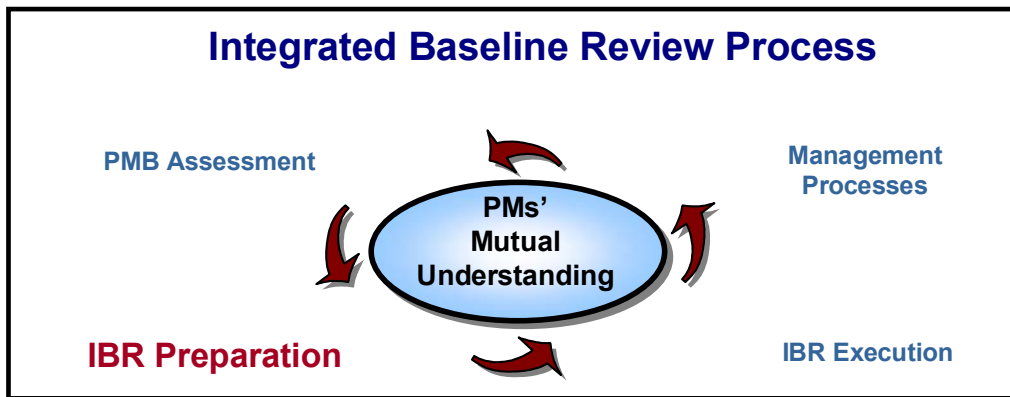 Integrated Baseline Review Process
PMB Assessment
Management
Processes
PMs'
Mutual
Understanding
IBR Preparation
IBR Execution